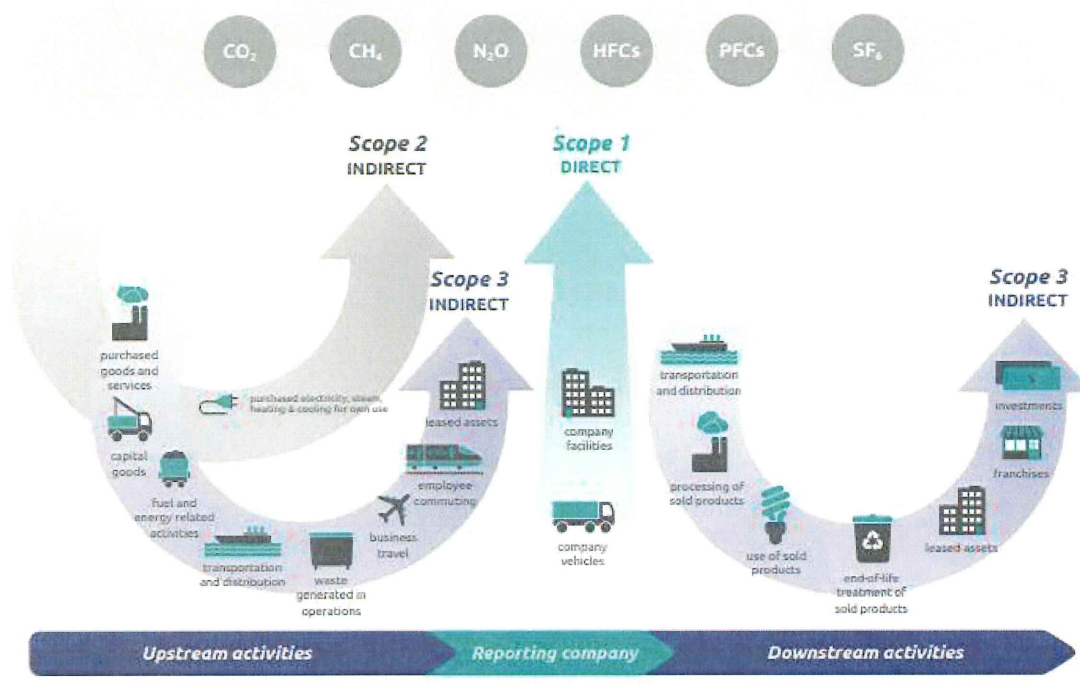 CO₂
CH₄
N₂O
HFCs
PFCs
SF₆
Scope 2
INDIRECT
Scope 1
DIRECT
Scope 3
INDIRECT
Scope 3
INDIRECT
purchased
goods and
services
capital
goods
fuel and
energy related
activities
transportation
and distribution
waste
generated in
operations
business
travel
employee
commuting
leased assets
purchased electricity, steam,
heating & cooling for own use
company
facilities
company
vehicles
transportation
and distribution
processing of
sold products
use of sold
products
end-of-life
treatment of
sold products
leased assets
franchises
investments
Upstream activities
Reporting company
Downstream activities